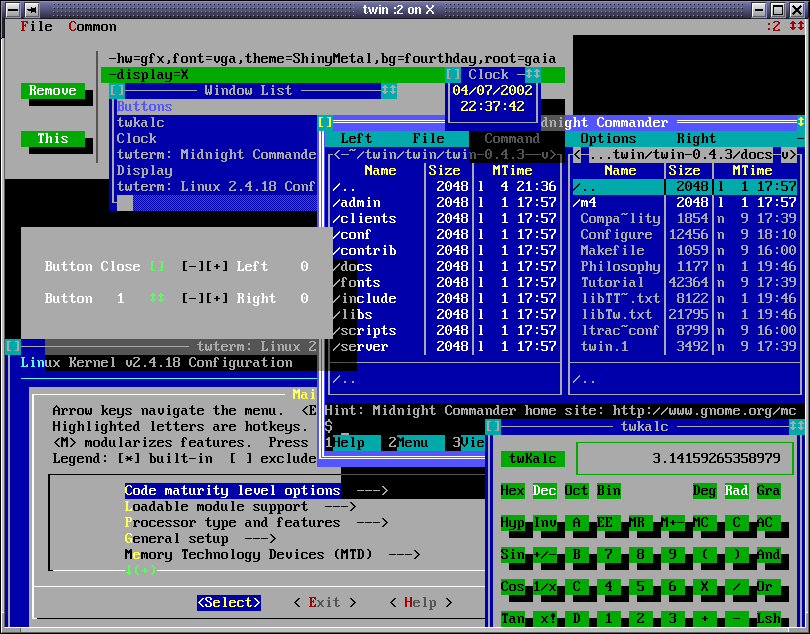 twin :2 on X
File Common :2
-hw=gfx,font=vga,theme=ShinyMetal,bg=fourthday,root=gaia
-display=X
Remove
This
Window List
Buttons
twkalc
Clock
twterm: Midnight Commande
Display
twterm: Linux 2.4.18 Conf
Clock
04/07/2002
22:37:42
Button Close [] [-][+] Left 0
Button 1 [-][+] Right 0
dnight Commander
Left File Command Options Right
<-~/twin/twin/twin-0.4.3--v>
Name Size MTime
/.. 2048 l 4 21:36
/admin 2048 l 1 17:57
/clients 2048 l 1 17:57
/conf 2048 l 1 17:57
/contrib 2048 l 1 17:57
/docs 2048 l 1 17:57
/fonts 2048 l 1 17:57
/include 2048 l 1 17:57
/libs 2048 l 1 17:57
/scripts 2048 l 1 17:57
/server 2048 l 1 17:57
/..
<-...twin/twin-0.4.3/docs-v>
Name Size MTime
/.. 2048 l 1 17:57
/m4 2048 l 1 17:57
Compa~lity 1854 n 9 17:39
Configure 12456 n 9 18:10
Makefile 1059 n 9 16:00
Philosophy 1177 n 1 19:46
Tutorial 42364 n 9 17:39
libTT~.txt 8122 n 1 19:46
libTw.txt 21795 n 1 19:46
ltrac~conf 8799 n 9 16:00
twin.1 3492 n 9 17:39
/..
Hint: Midnight Commander home site: http://www.gnome.org/mc
$ _
1Help 2Menu 3Vie
twterm: Linux 2
Linux Kernel v2.4.18 Configuration
Mai
Arrow keys navigate the menu. <E
Highlighted letters are hotkeys.
<M> modularizes features. Press
Legend: [*] built-in [ ] exclude
Code maturity level options --->
Loadable module support --->
Processor type and features --->
General setup --->
Memory Technology Devices (MTD) --->
↓(+)
<Select> < Exit > < Help >
twkalc
twKalc 3.14159265358979
Hex Dec Oct Bin Deg Rad Gra
Hyp Inv A EE MR M+- MC C AC
Sin +/- B 7 8 9 ( ) And
Cos 1/x C 4 5 6 X / Or
Tan x! D 1 2 3 + - Lsh